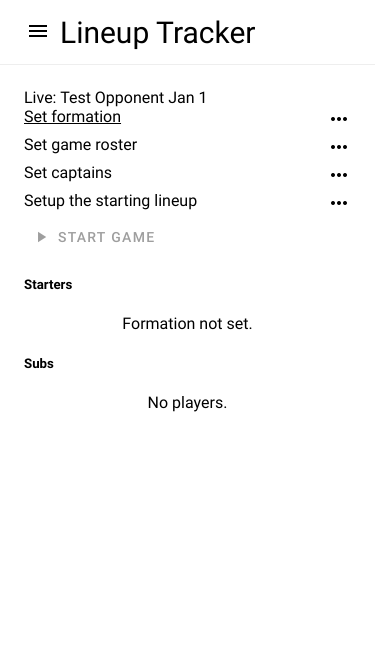 Lineup Tracker
Live: Test Opponent Jan 1
Set formation
Set game roster
Set captains
Setup the starting lineup
START GAME
Starters
Formation not set.
Subs
No players.